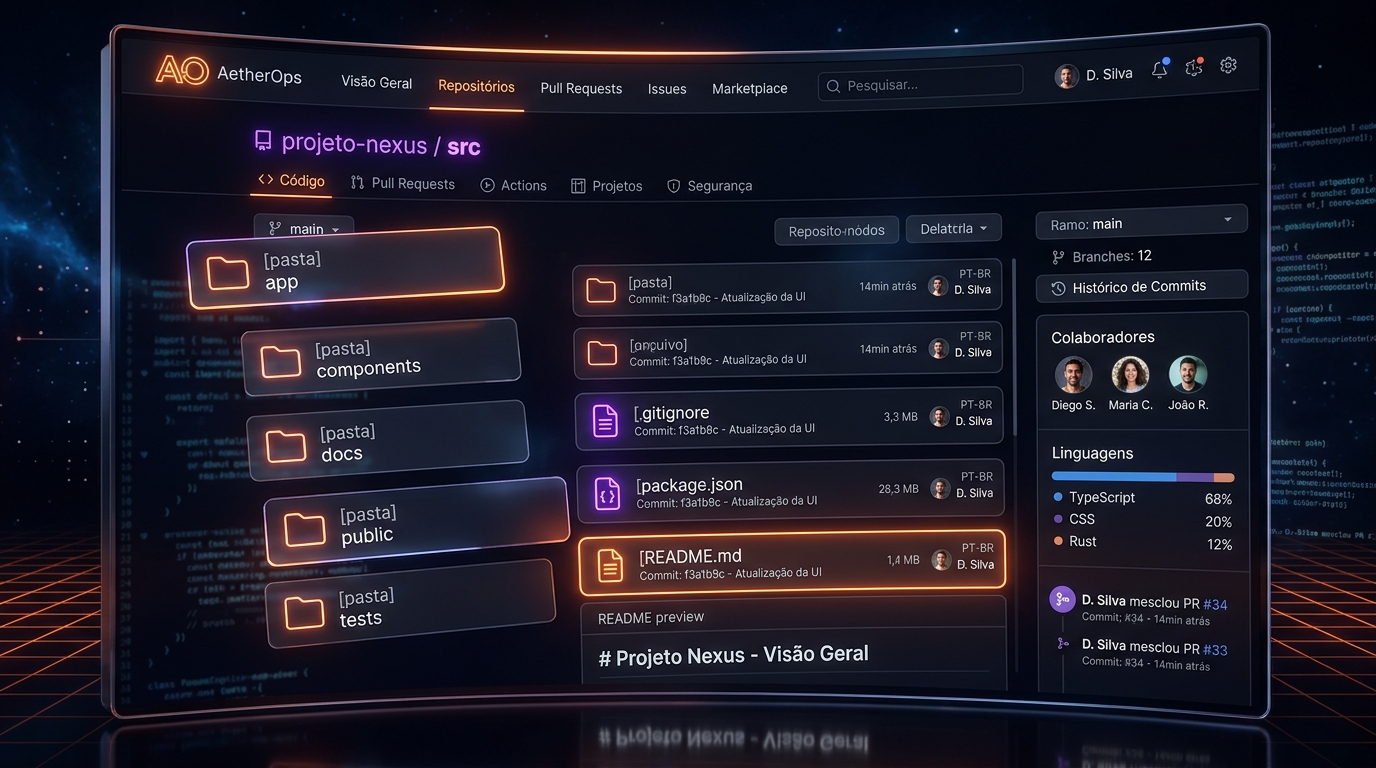 AO AetherOps
Visão Geral
Repositórios
Pull Requests
Issues
Marketplace
Pesquisar...
D. Silva
projeto-nexus / src
<> Código
Pull Requests
Actions
Projetos
Segurança
main
[pasta]
app
[pasta]
components
[pasta]
docs
[pasta]
public
[pasta]
tests
Reposito-nódos
[pasta]
Commit: f3a1b8c - Atualização da UI
14min atrás
PT-BR
D. Silva
Commit: f3a1b8c - Atualização da UI
14min atrás
PT-BR
D. Silva
[.gitignore
Commit: f3a1b8c - Atualização da UI
3,3 MB
PT-8R
D. Silva
[package.json
Commit: f3a1b8c - Atualização da UI
28,3 MB
PT-BR
D. Silva
[README.md
Commit: f3a1b8c - Atualização da UI
1,4 MB
PT-BR
D. Silva
README preview
# Projeto Nexus - Visão Geral
Ramo: main
Branches: 12
Histórico de Commits
Colaboradores
Diego S.
Maria C.
João R.
Linguagens
TypeScript 68%
CSS 20%
Rust 12%
D. Silva mesclou PR #34
Commit; #34 - 14min atrás
D. Silva mesclou PR #33
Commit: #34 - 14min atrás